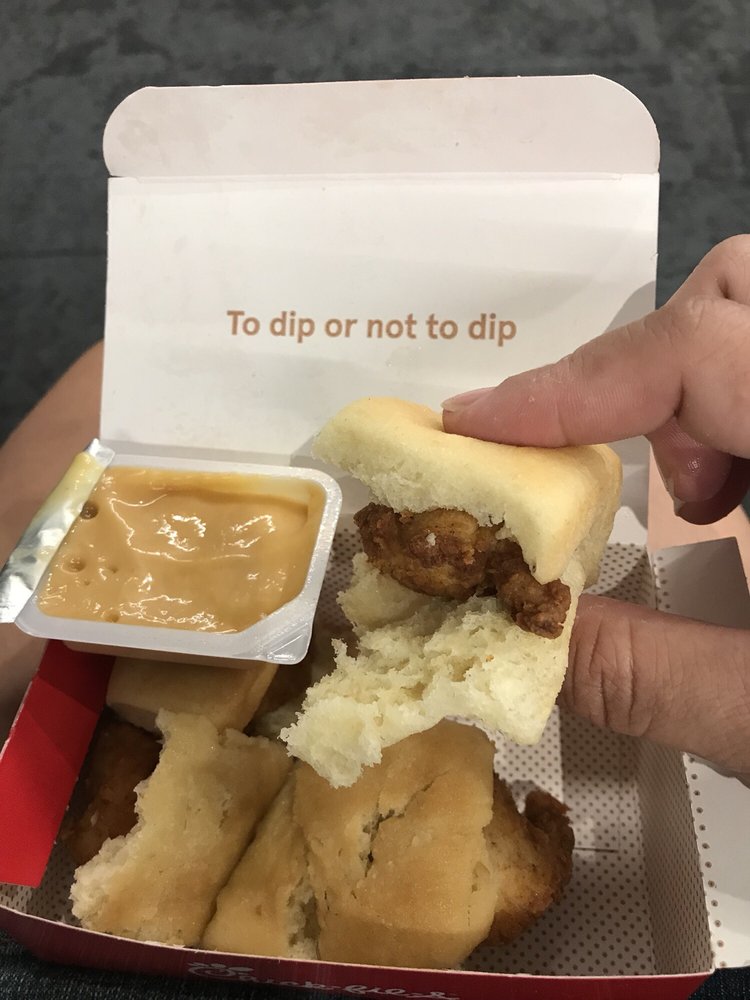 To dip or not to dip